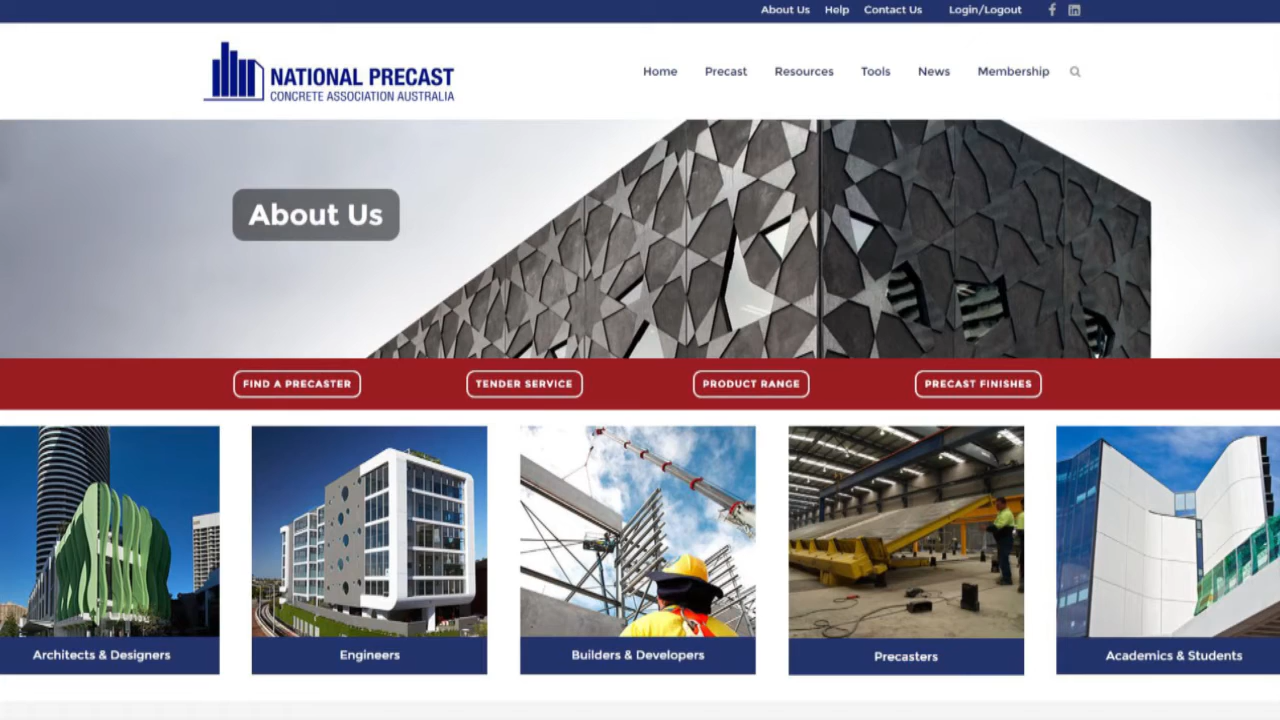 About Us Help Contact Us Login/Logout
NATIONAL PRECAST
CONCRETE ASSOCIATION AUSTRALIA
Home Precast Resources Tools News Membership
About Us
FIND A PRECASTER TENDER SERVICE PRODUCT RANGE PRECAST FINISHES
Architects & Designers Engineers Builders & Developers Precasters Academics & Students